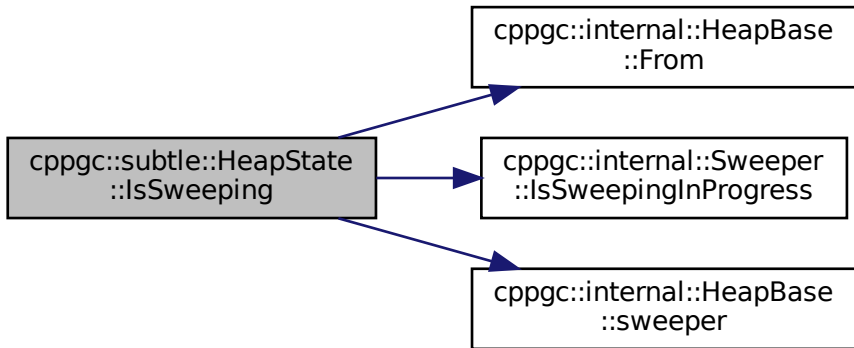 cppgc::internal::HeapBase
::From
cppgc::subtle::HeapState
::IsSweeping
cppgc::internal::Sweeper
::IsSweepingInProgress
cppgc::internal::HeapBase
::sweeper